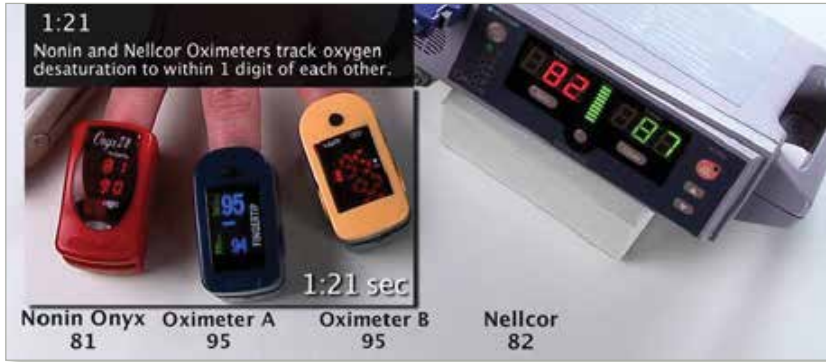 1:21
Nonin and Nellcor Oximeters track oxygen
desaturation to within 1 digit of each other.
Onyx II
81
90
95
94
FINGERTIP
82
87
1:21 sec
Nonin Onyx Oximeter A Oximeter B Nellcor
81 95 95 82